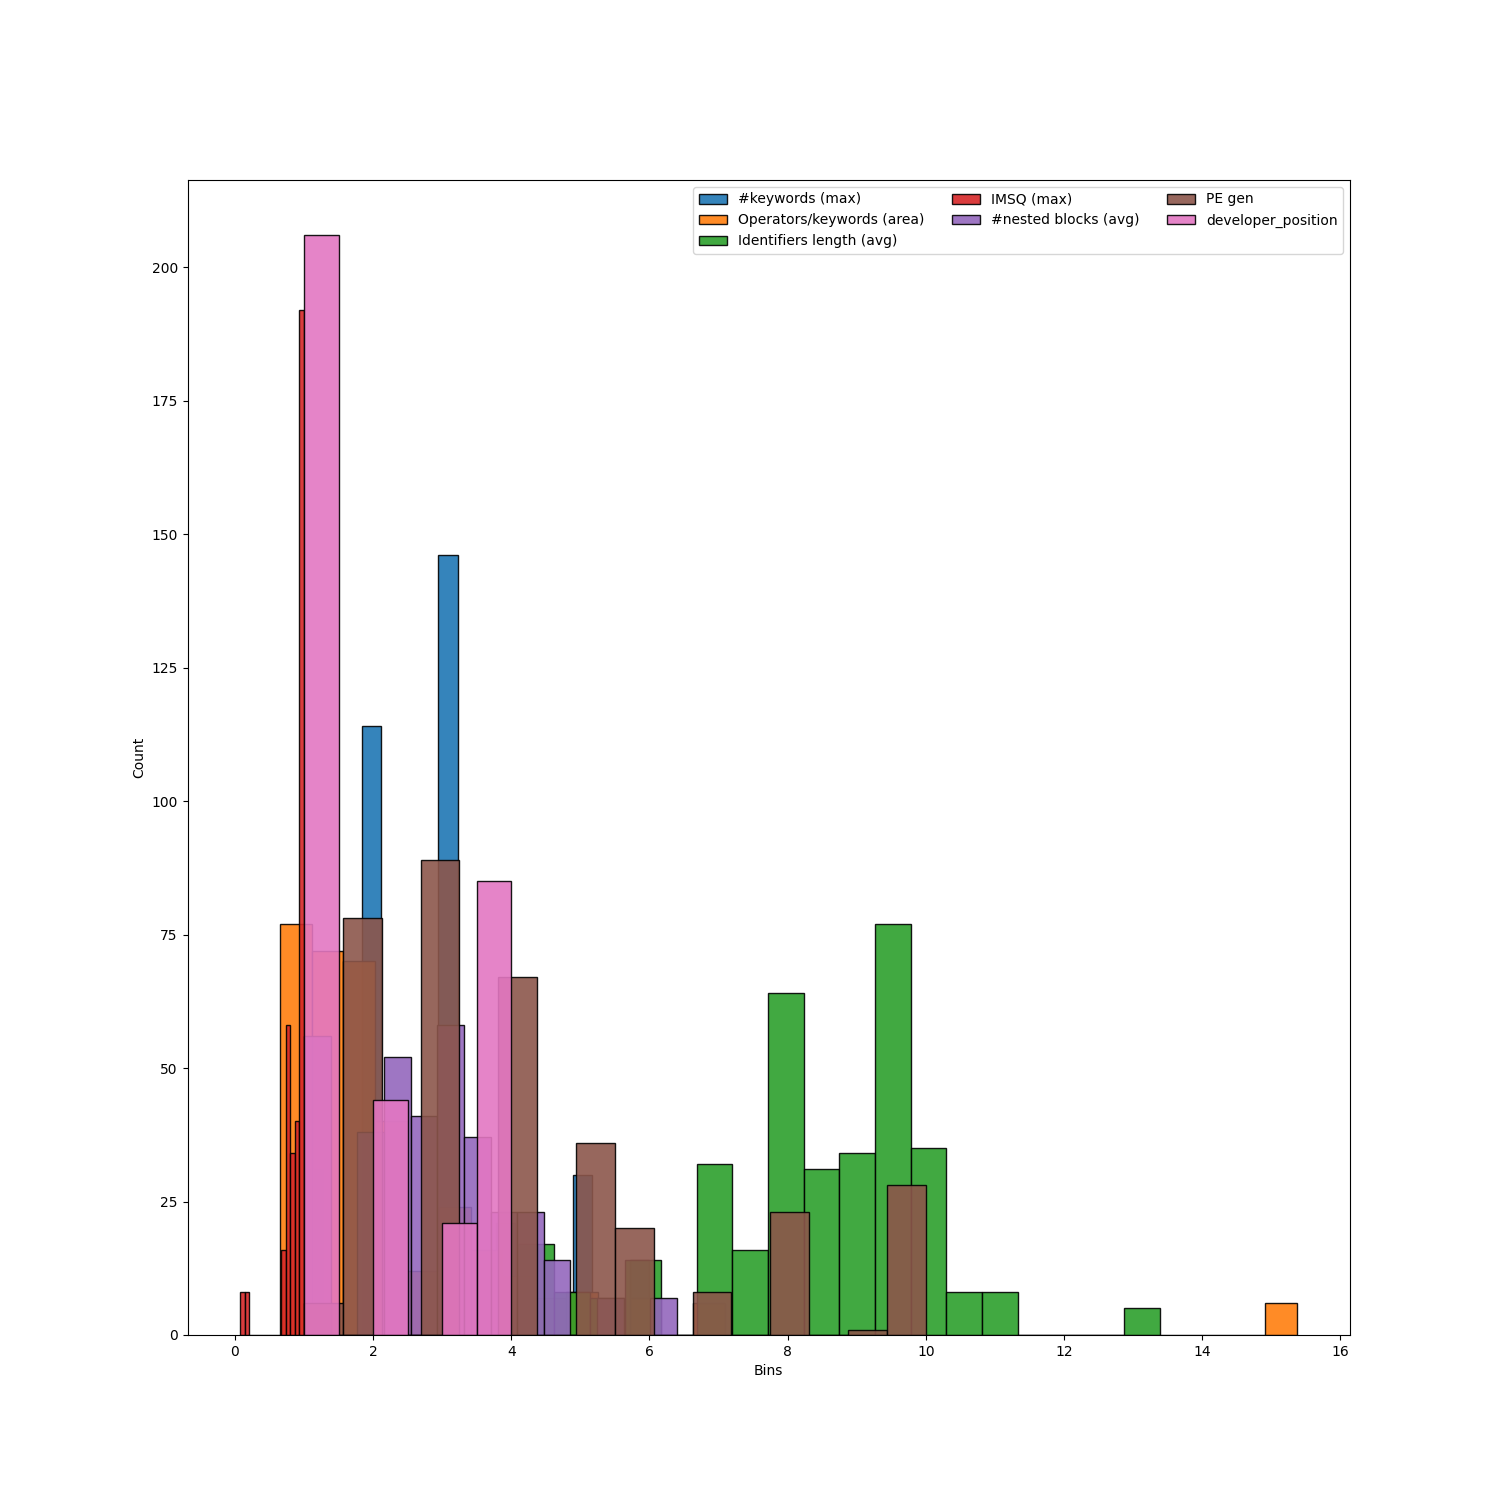 #keywords (max)
Operators/keywords (area)
Identifiers length (avg)
IMSQ (max)
#nested blocks (avg)
PE gen
developer_position
200
175
150
125
100
75
50
25
0
Count
0 2 4 6 8 10 12 14 16
Bins